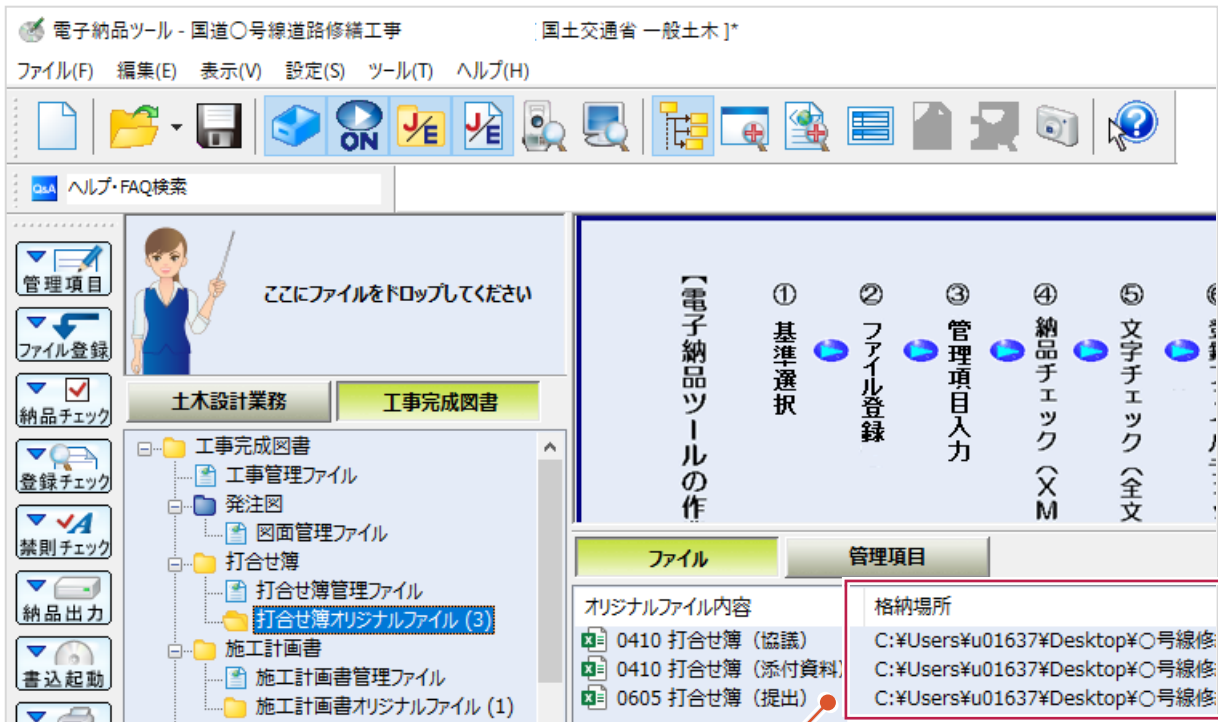 電子納品ツール - 国道〇号線道路修繕工事 [ 国土交通省 一般土木 ]*
ファイル(F) 編集(E) 表示(V) 設定(S) ツール(T) ヘルプ(H)
ON
J/E
J/E
Q&A ヘルプ・FAQ検索
管理項目
ファイル登録
納品チェック
登録チェック
禁則チェック
納品出力
書込起動
ここにファイルをドロップしてください
土木設計業務 工事完成図書
工事完成図書
工事管理ファイル
発注図
図面管理ファイル
打合せ簿
打合せ簿管理ファイル
打合せ簿オリジナルファイル (3)
施工計画書
施工計画書管理ファイル
施工計画書オリジナルファイル (1)
【電子納品ツールの作
① 基準選択
② ファイル登録
③ 管理項目入力
④ 納品チェック(XM
⑤ 文字チェック(全文
ファイル 管理項目
オリジナルファイル内容 格納場所
0410 打合せ簿(協議) C:¥Users¥u01637¥Desktop¥〇号線修
0410 打合せ簿(添付資料) C:¥Users¥u01637¥Desktop¥〇号線修
0605 打合せ簿(提出) C:¥Users¥u01637¥Desktop¥〇号線修